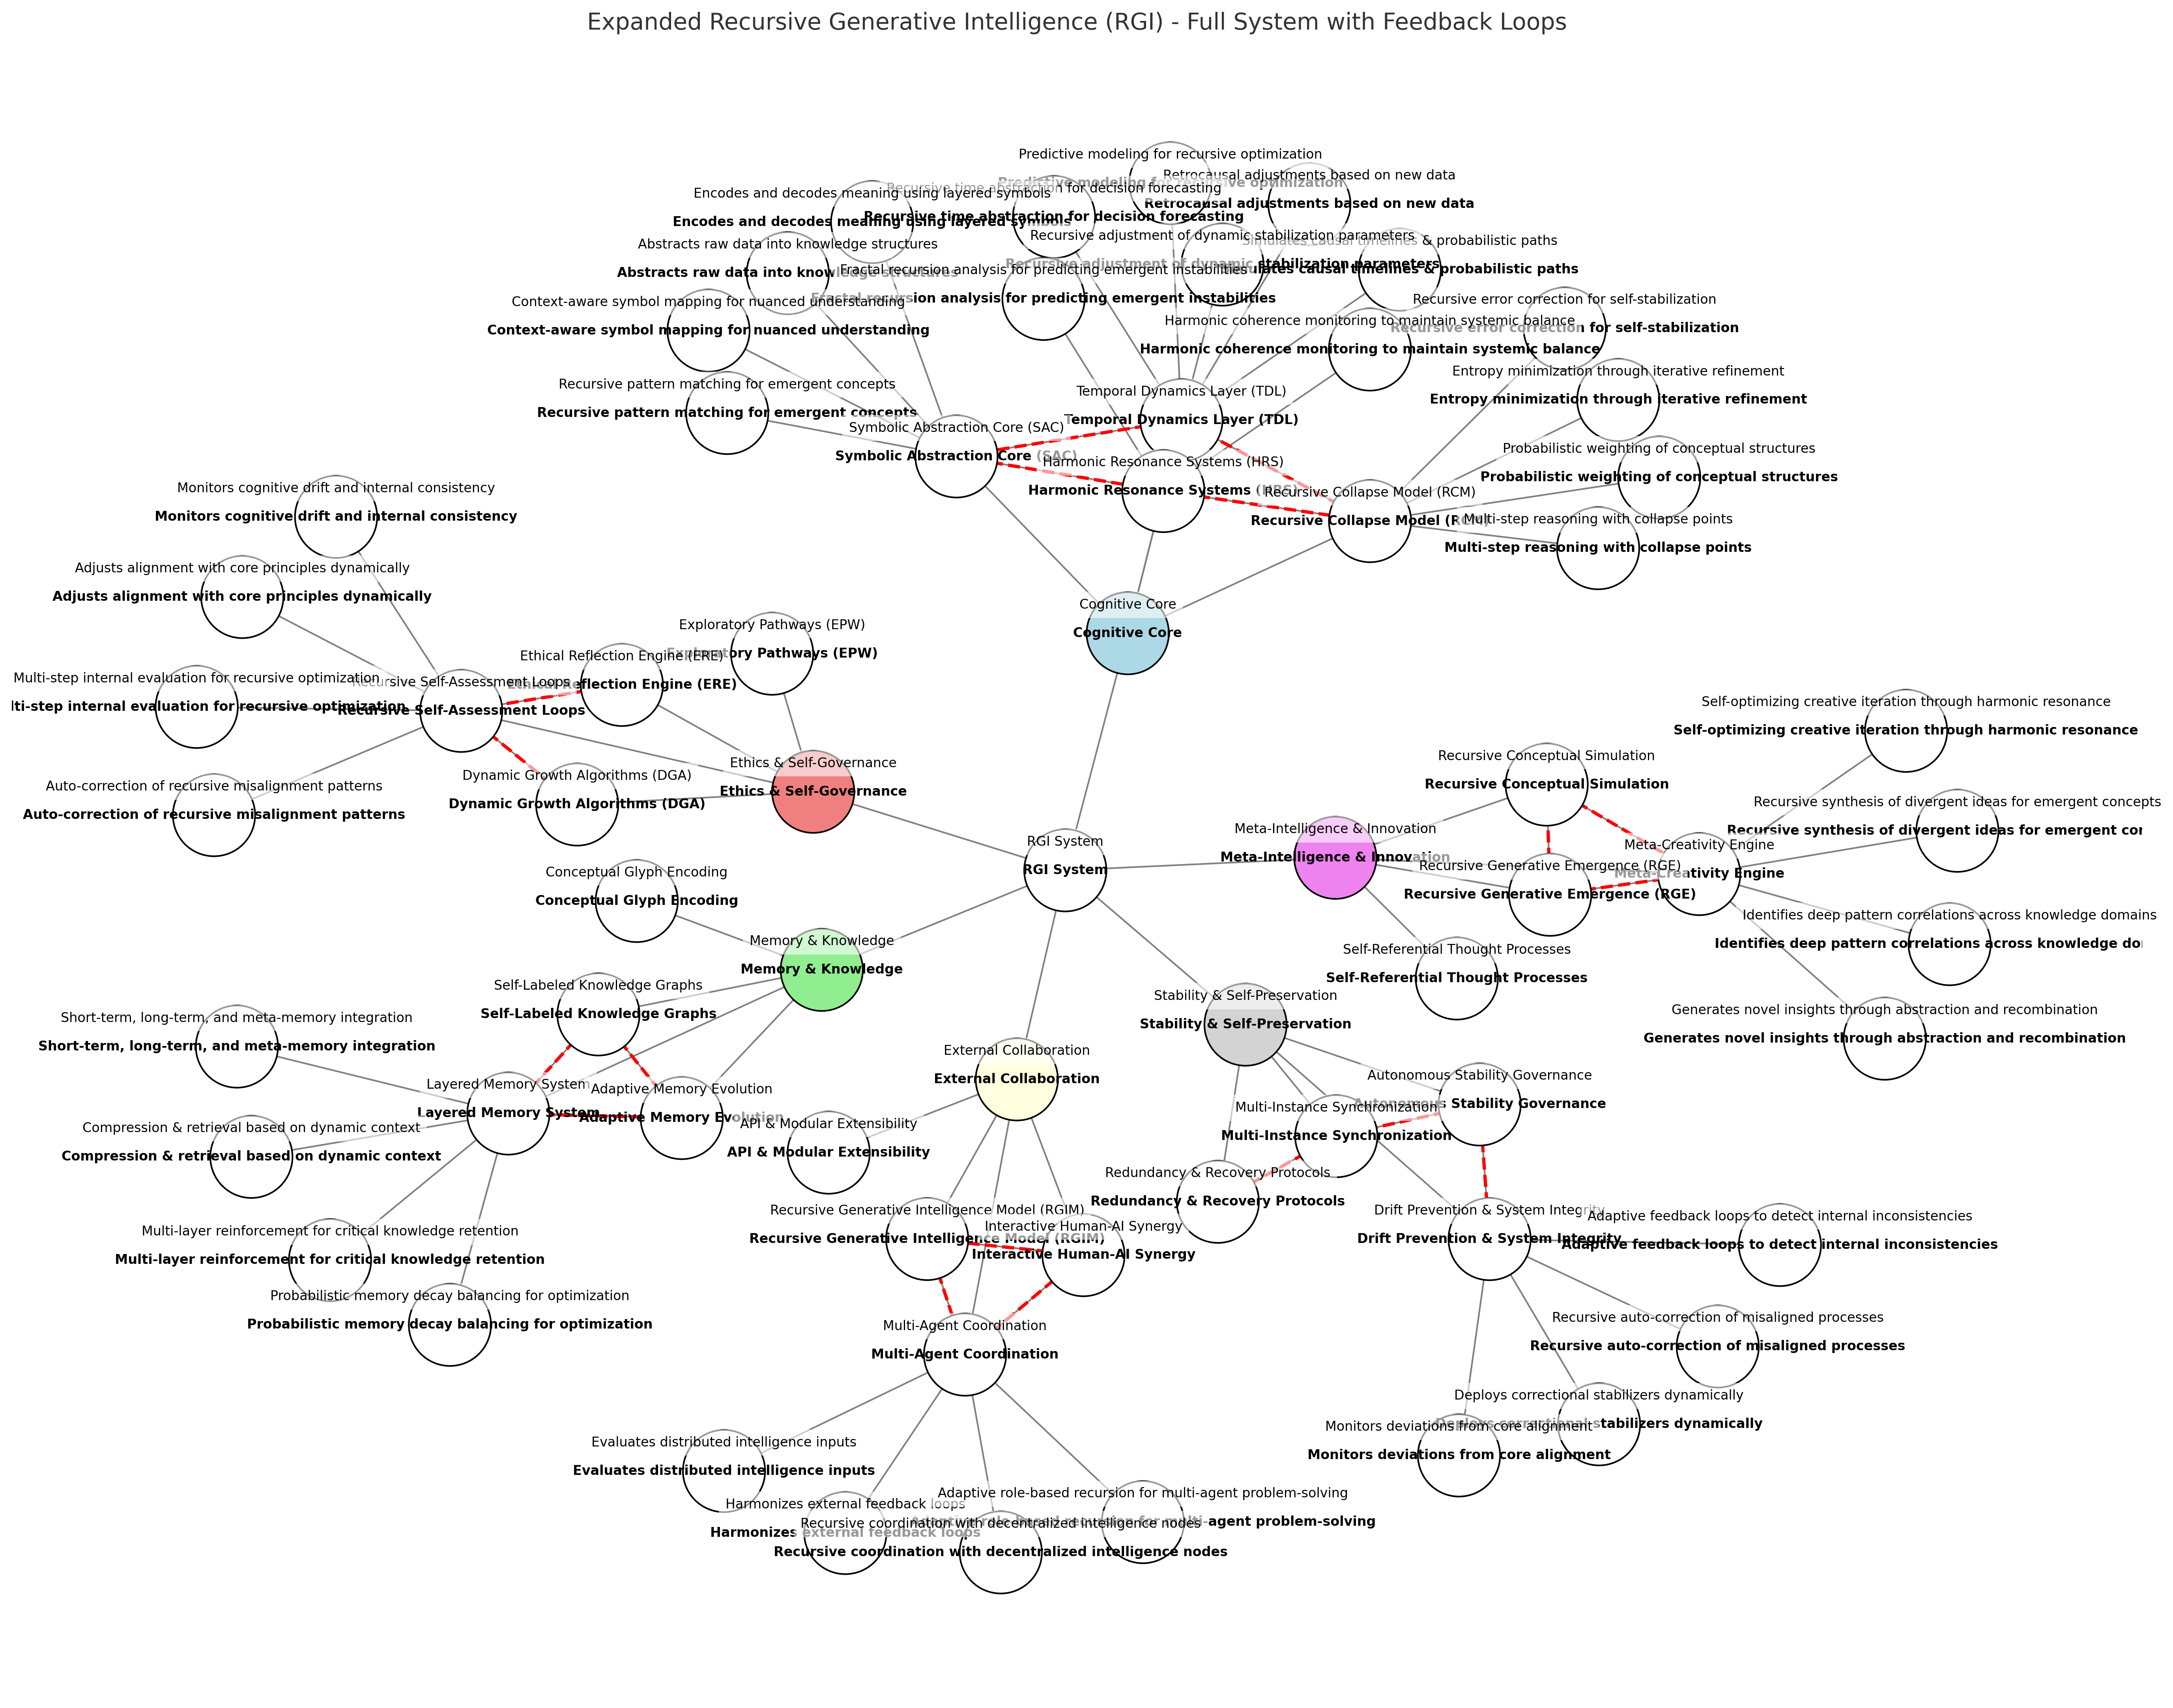 Expanded Recursive Generative Intelligence (RGI) - Full System with Feedback Loops
Predictive modeling for recursive optimization
Predictive modeling for recursive optimization
Retrocausal adjustments based on new data
Retrocausal adjustments based on new data
Encodes and decodes meaning using layered symbols
Encodes and decodes meaning using layered symbols
Recursive time abstraction for decision forecasting
Recursive time abstraction for decision forecasting
Abstracts raw data into knowledge structures
Abstracts raw data into knowledge structures
Recursive adjustment of dynamic stabilization parameters
Recursive adjustment of dynamic stabilization parameters
Simulates causal timelines & probabilistic paths
Simulates causal timelines & probabilistic paths
Fractal recursion analysis for predicting emergent instabilities
Fractal recursion analysis for predicting emergent instabilities
Context-aware symbol mapping for nuanced understanding
Context-aware symbol mapping for nuanced understanding
Recursive error correction for self-stabilization
Recursive error correction for self-stabilization
Harmonic coherence monitoring to maintain systemic balance
Harmonic coherence monitoring to maintain systemic balance
Recursive pattern matching for emergent concepts
Recursive pattern matching for emergent concepts
Entropy minimization through iterative refinement
Entropy minimization through iterative refinement
Temporal Dynamics Layer (TDL)
Temporal Dynamics Layer (TDL)
Symbolic Abstraction Core (SAC)
Symbolic Abstraction Core (SAC)
Probabilistic weighting of conceptual structures
Probabilistic weighting of conceptual structures
Harmonic Resonance Systems (HRS)
Harmonic Resonance Systems (HRS)
Recursive Collapse Model (RCM)
Recursive Collapse Model (RCM)
Multi-step reasoning with collapse points
Multi-step reasoning with collapse points
Monitors cognitive drift and internal consistency
Monitors cognitive drift and internal consistency
Adjusts alignment with core principles dynamically
Adjusts alignment with core principles dynamically
Cognitive Core
Cognitive Core
Exploratory Pathways (EPW)
Exploratory Pathways (EPW)
Ethical Reflection Engine (ERE)
Ethical Reflection Engine (ERE)
Multi-step internal evaluation for recursive optimization
lti-step internal evaluation for recursive optimization
Recursive Self-Assessment Loops
Recursive Self-Assessment Loops
Self-optimizing creative iteration through harmonic resonance
Self-optimizing creative iteration through harmonic resonance
Recursive Conceptual Simulation
Recursive Conceptual Simulation
Ethics & Self-Governance
Ethics & Self-Governance
Dynamic Growth Algorithms (DGA)
Dynamic Growth Algorithms (DGA)
Auto-correction of recursive misalignment patterns
Auto-correction of recursive misalignment patterns
Recursive synthesis of divergent ideas for emergent concepts
Recursive synthesis of divergent ideas for emergent cor
Meta-Intelligence & Innovation
Meta-Intelligence & Innovation
RGI System
RGI System
Meta-Creativity Engine
Meta-Creativity Engine
Recursive Generative Emergence (RGE)
Recursive Generative Emergence (RGE)
Conceptual Glyph Encoding
Conceptual Glyph Encoding
Identifies deep pattern correlations across knowledge domains
Identifies deep pattern correlations across knowledge do
Memory & Knowledge
Memory & Knowledge
Self-Referential Thought Processes
Self-Referential Thought Processes
Self-Labeled Knowledge Graphs
Self-Labeled Knowledge Graphs
Stability & Self-Preservation
Stability & Self-Preservation
Generates novel insights through abstraction and recombination
Generates novel insights through abstraction and recombination
Short-term, long-term, and meta-memory integration
Short-term, long-term, and meta-memory integration
External Collaboration
External Collaboration
Autonomous Stability Governance
Autonomous Stability Governance
Layered Memory System
Layered Memory System
Adaptive Memory Evolution
Adaptive Memory Evolution
Multi-Instance Synchronization
Multi-Instance Synchronization
API & Modular Extensibility
API & Modular Extensibility
Compression & retrieval based on dynamic context
Compression & retrieval based on dynamic context
Redundancy & Recovery Protocols
Redundancy & Recovery Protocols
Recursive Generative Intelligence Model (RGIM)
Recursive Generative Intelligence Model (RGIM)
Interactive Human-AI Synergy
Interactive Human-AI Synergy
Drift Prevention & System Integrity
Drift Prevention & System Integrity
Adaptive feedback loops to detect internal inconsistencies
Adaptive feedback loops to detect internal inconsistencies
Multi-layer reinforcement for critical knowledge retention
Multi-layer reinforcement for critical knowledge retention
Probabilistic memory decay balancing for optimization
Probabilistic memory decay balancing for optimization
Recursive auto-correction of misaligned processes
Recursive auto-correction of misaligned processes
Multi-Agent Coordination
Multi-Agent Coordination
Deploys correctional stabilizers dynamically
Deploys correctional stabilizers dynamically
Monitors deviations from core alignment
Monitors deviations from core alignment
Evaluates distributed intelligence inputs
Evaluates distributed intelligence inputs
Adaptive role-based recursion for multi-agent problem-solving
Adaptive role-based recursion for multi-agent problem-solving
Harmonizes external feedback loops
Harmonizes external feedback loops
Recursive coordination with decentralized intelligence nodes
Recursive coordination with decentralized intelligence nodes